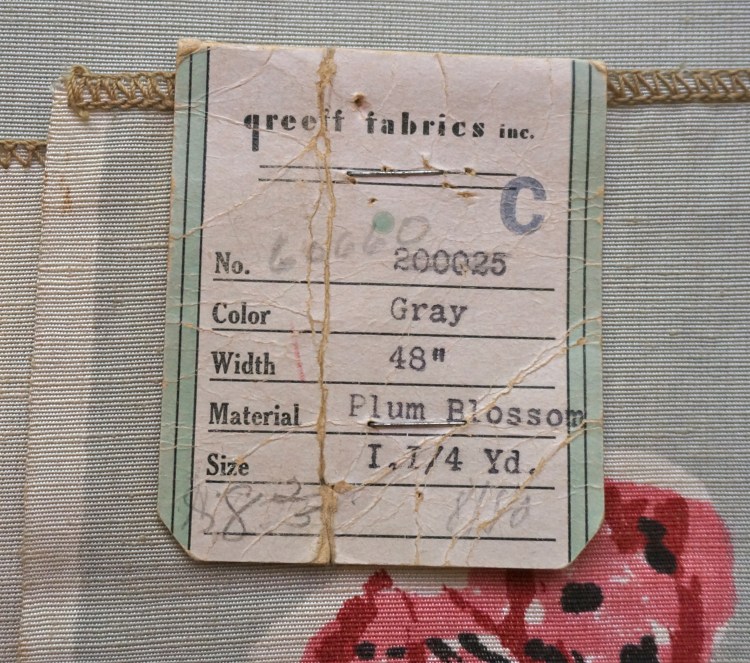 greeff fabrics inc.
C
No. 200025
Color Gray
Width 48"
Material Plum Blossom
Size 1.1/4 Yd.